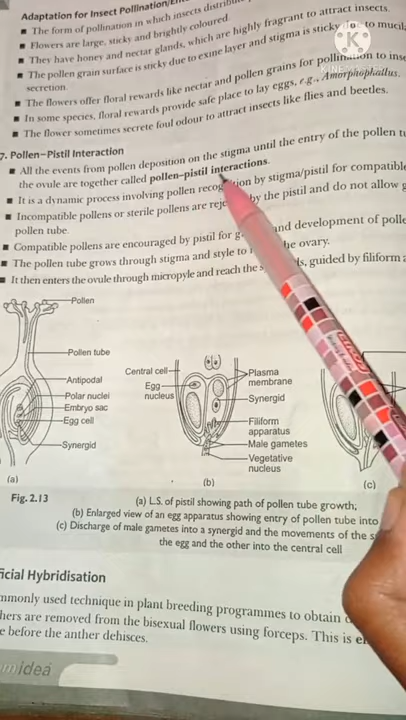 Adaptation for Insect Pollination/
The form of pollination in which insects
Flowers are large, sticky and brightly coloured.
They have honey and nectar glands, which are highly fragrant to attract insects.
The pollen grain surface is sticky due to exine layer and stigma is sticky due to
secretion.
The flowers offer floral rewards like nectar and pollen grains for pollination to
In some species, floral rewards provide safe place to lay eggs, e.g., Amorphophallus.
The flower sometimes secrete foul odour to attract insects like flies and beetles.
7. Pollen-Pistil Interaction
All the events from pollen deposition on the stigma until the entry of the pollen
the ovule are together called pollen-pistil interactions.
It is a dynamic process involving pollen by stigma/pistil for
Incompatible pollens or sterile pollens are by the pistil and do not allow
pollen tube.
Compatible pollens are encouraged by pistil for and development of
The pollen tube grows through stigma and style to the ovary.
It then enters the ovule through micropyle and reach the guided by filiform
Pollen
Pollen tube
Antipodal
Polar nuclei
Embryo sac
Egg cell
Synergid
(a)
Central cell
Egg
nucleus
Plasma
membrane
Synergid
Filiform
apparatus
Male gametes
Vegetative
nucleus
(b)
(c)
Fig. 2.13
(a) L.S. of pistil showing path of pollen tube growth;
(b) Enlarged view of an egg apparatus showing entry of pollen tube into
(c) Discharge of male gametes into a synergid and the movements of the
the egg and the other into the central cell
Hybridisation
used technique in plant breeding programmes to obtain
are removed from the bisexual flowers using forceps. This is
before the anther dehisces.
idea
K
KINEMASTER